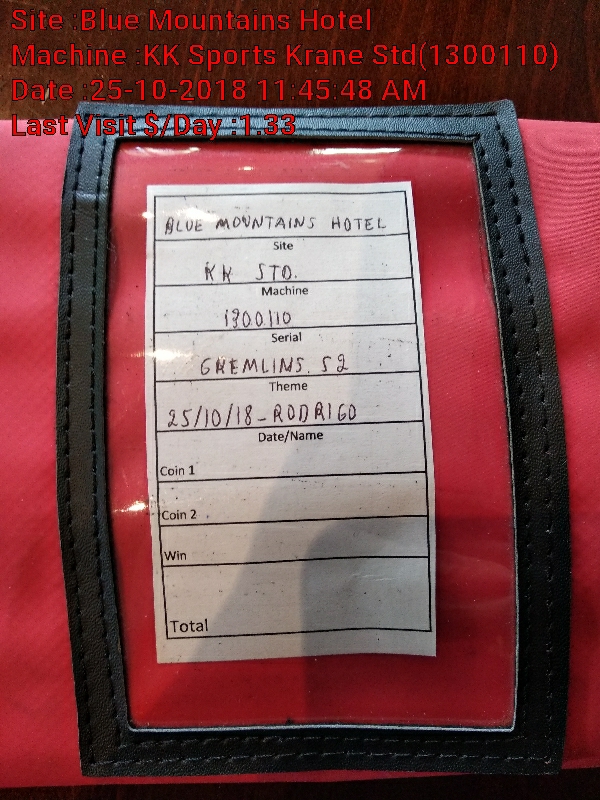 Site :Blue Mountains Hotel
Machine :KK Sports Krane Std(1300110)
Date :25-10-2018 11:45:48 AM
Last Visit $/Day :1.33
BLUE MOUNTAINS HOTEL
Site
KK STD.
Machine
1300110
Serial
GREMLINS S2
Theme
25/10/18-RODRIGO
Date/Name
Coin 1
Coin 2
Win
Total